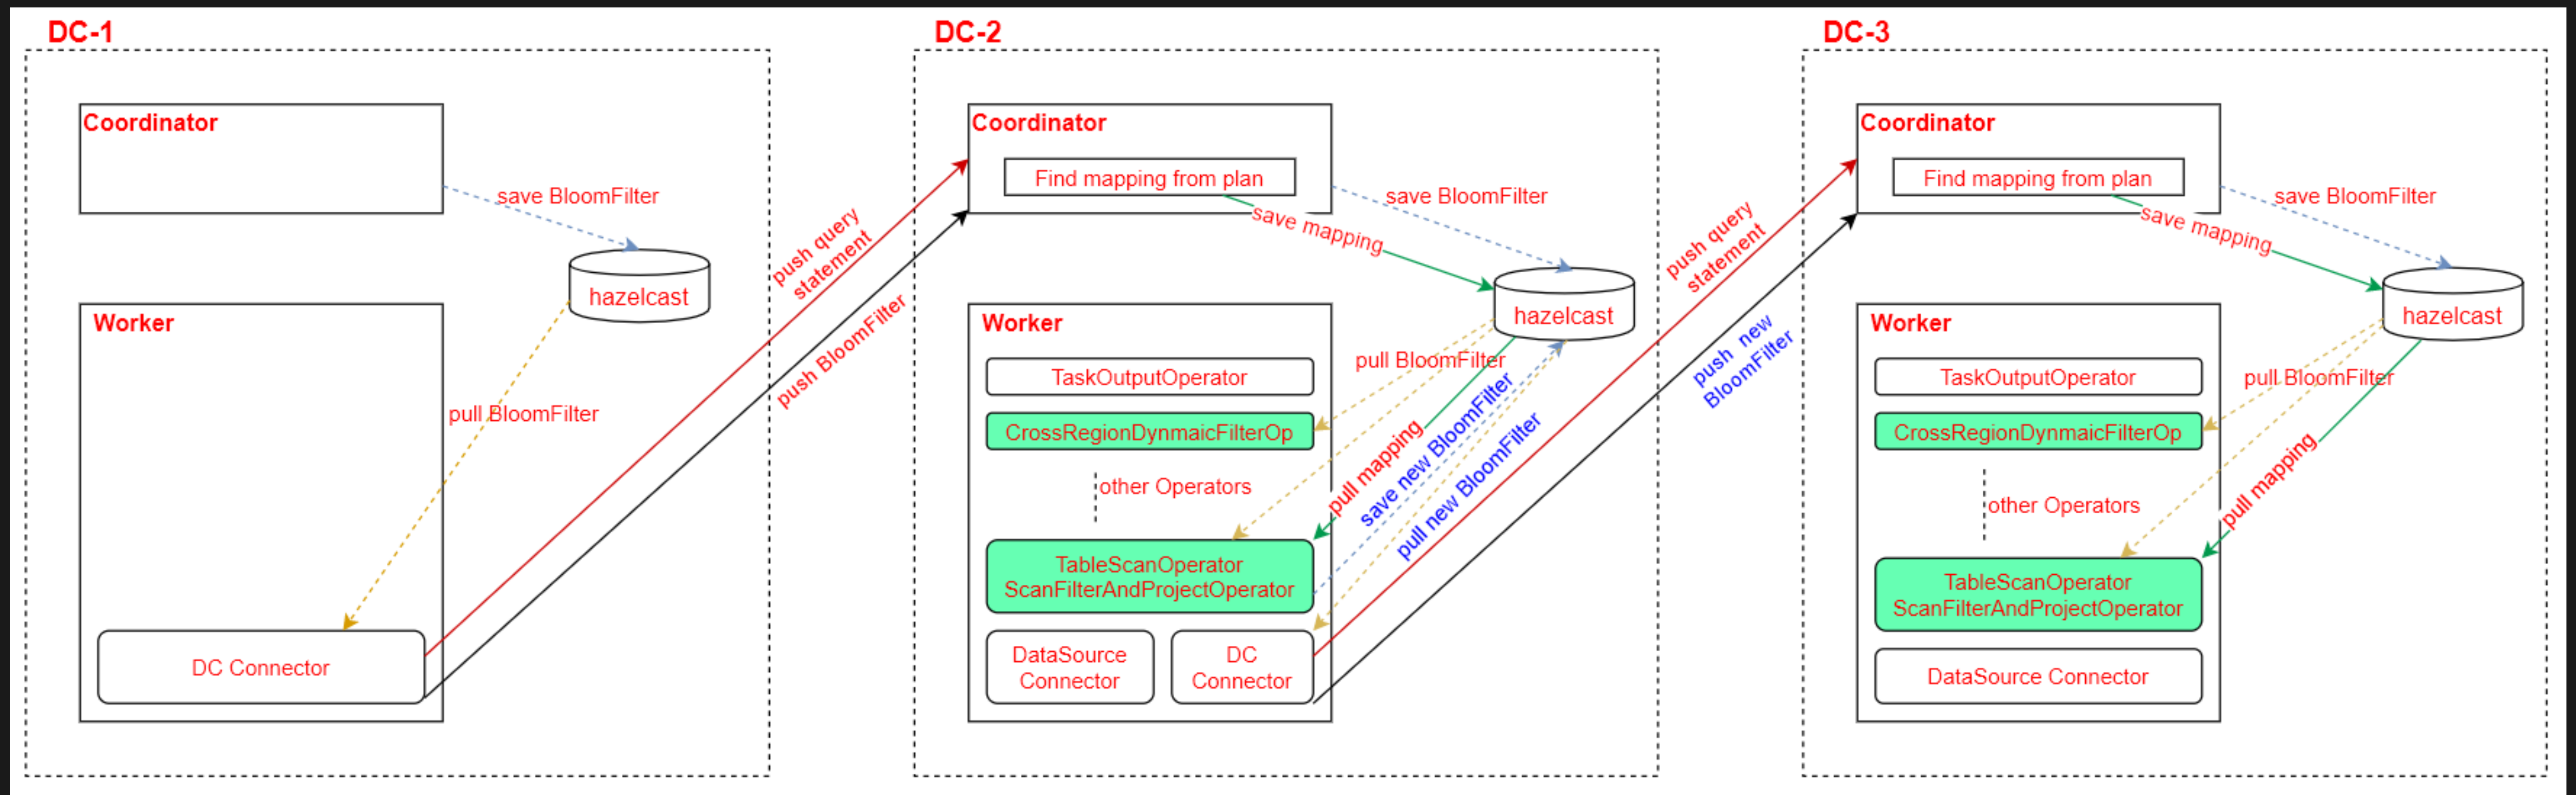 DC-1
Coordinator
save BloomFilter
hazelcast
Worker
pull BloomFilter
DC Connector
push query
statement
push BloomFilter
DC-2
Coordinator
Find mapping from plan
save BloomFilter
save mapping
hazelcast
Worker
pull BloomFilter
TaskOutputOperator
CrossRegionDynmaicFilterOp
other Operators
pull mapping
save new BloomFilter
pull new BloomFilter
TableScanOperator
ScanFilterAndProjectOperator
DataSource
Connector
DC
Connector
push query
statement
push new
BloomFilter
DC-3
Coordinator
Find mapping from plan
save BloomFilter
save mapping
hazelcast
Worker
pull BloomFilter
TaskOutputOperator
CrossRegionDynmaicFilterOp
other Operators
pull mapping
TableScanOperator
ScanFilterAndProjectOperator
DataSource Connector